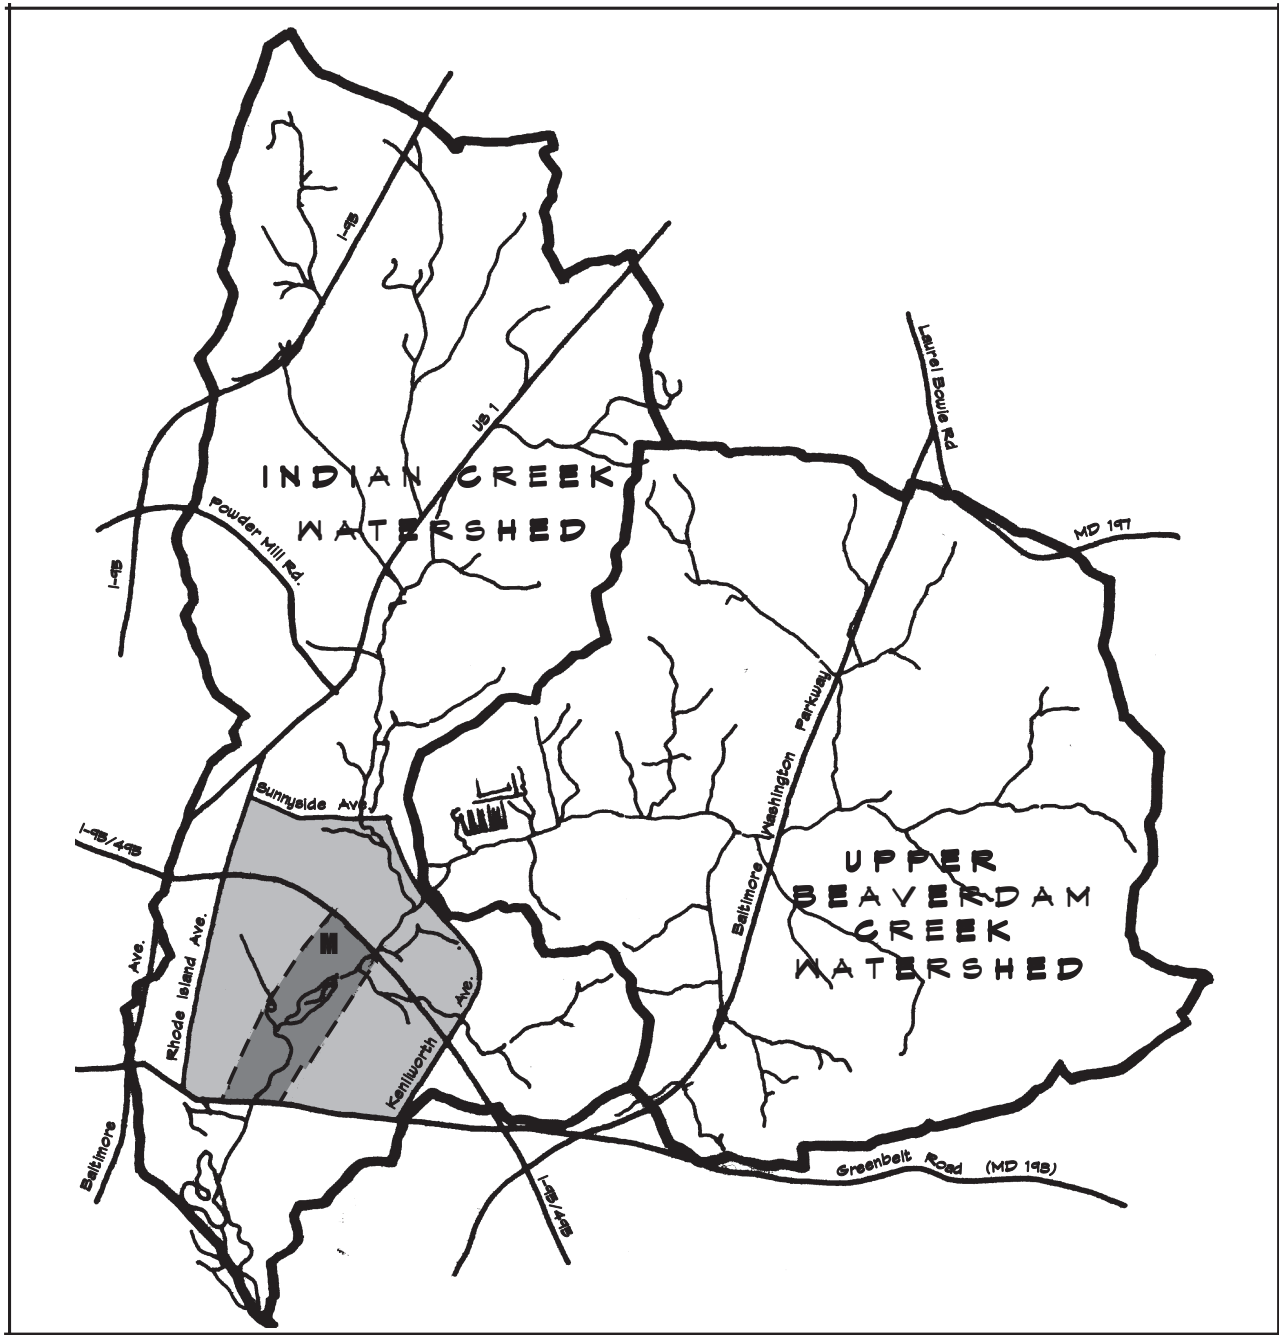 I-95
Laurel Bowie Rd
US 1
INDIAN CREEK
WATERSHED
Powder Mill Rd.
MD 197
I-95
Baltimore Washington Parkway
Sunnyside Ave.
I-95/495
UPPER
BEAVERDAM
CREEK
WATERSHED
M
Rhode Island Ave.
Baltimore Ave.
Kenilworth Ave.
Greenbelt Road (MD 193)
I-95/495